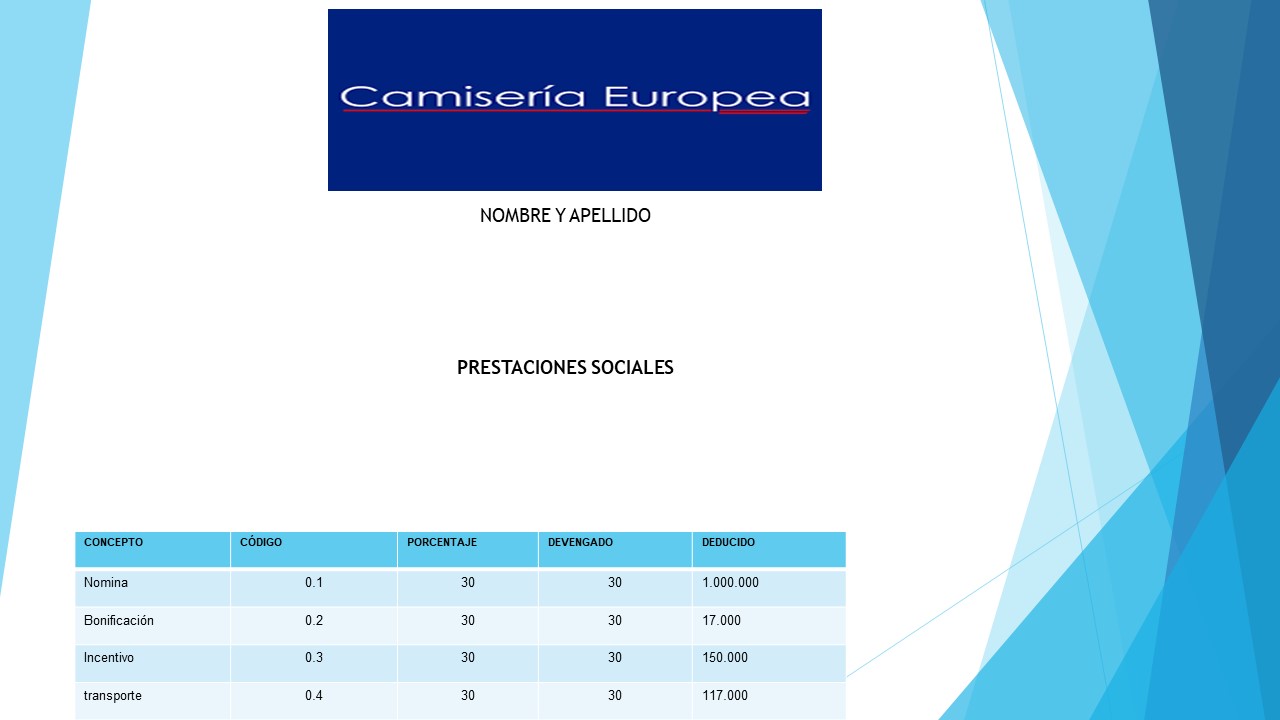 Camisería Europea
NOMBRE Y APELLIDO
PRESTACIONES SOCIALES
CONCEPTO CÓDIGO PORCENTAJE DEVENGADO DEDUCIDO
Nomina 0.1 30 30 1.000.000
Bonificación 0.2 30 30 17.000
Incentivo 0.3 30 30 150.000
transporte 0.4 30 30 117.000